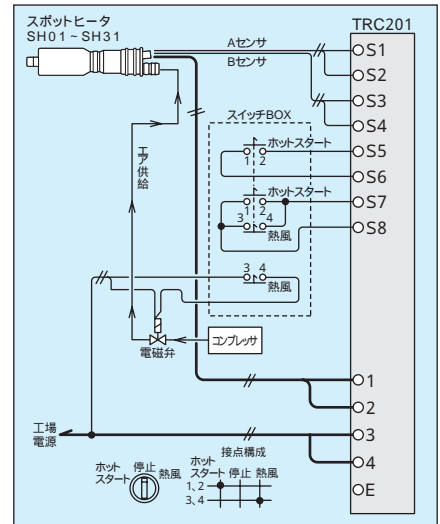 スポットヒータ
SH01~SH31
TRC201
Aセンサ
Bセンサ
S1
S2
S3
S4
S5
S6
S7
S8
スイッチBOX
ホットスタート
1 2
ホットスタート
1 2
3 4
3 4
熱風
エア供給
電磁弁
コンプレッサ
1
2
3
4
E
工場
電源
ホット
スタート
停止
熱風
接点構成
ホット
スタート 停止 熱風
1、2
3、4